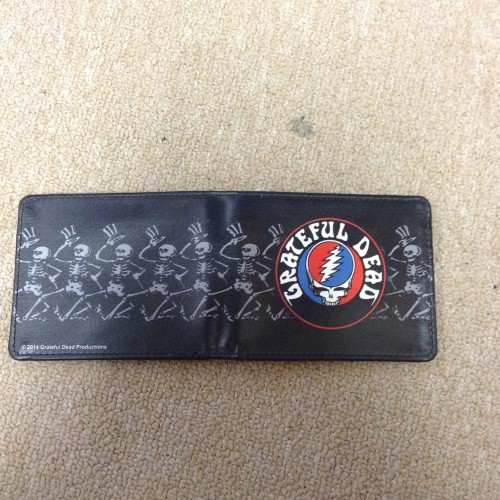 GRATEFUL DEAD
© 2014 Grateful Dead Productions